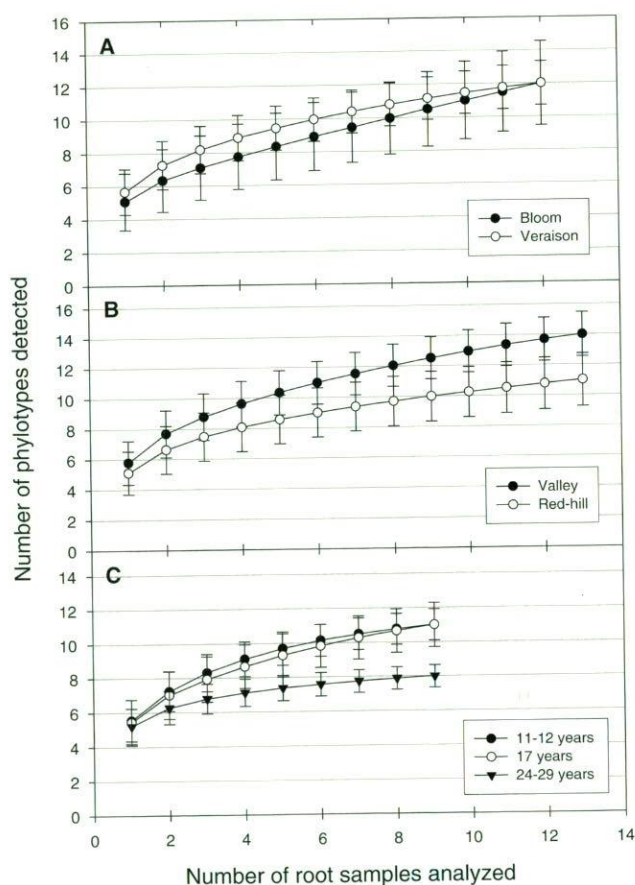 Number of phylotypes detected
16
A
14
12
10
8
6
4
2
0
Bloom
Veraison
16
B
14
12
10
8
6
4
2
0
Valley
Red-hill
14
C
12
10
8
6
4
2
0
11-12 years
17 years
24-29 years
0 2 4 6 8 10 12 14
Number of root samples analyzed